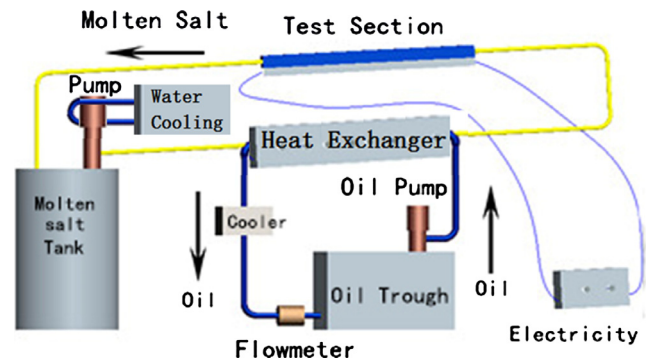 Molten Salt
Test Section
Pump
Water
Cooling
Heat Exchanger
Molten
salt
Tank
Oil Pump
Cooler
Oil
Oil Trough
Oil
Flowmeter
Electricity